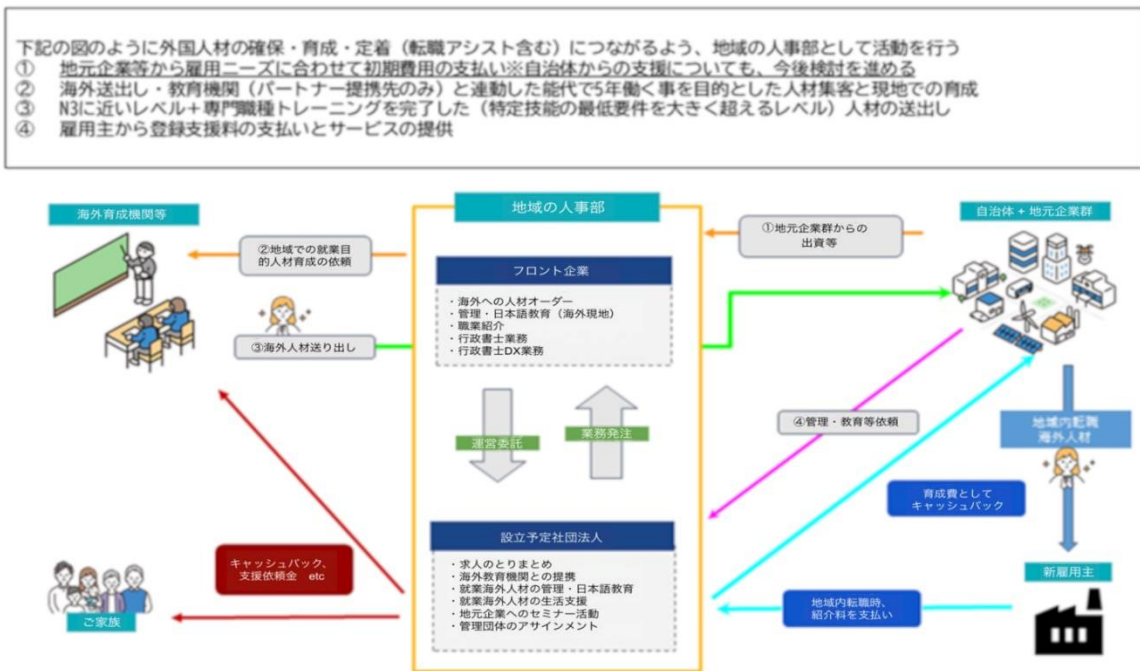 下記の図のように外国人材の確保・育成・定着（転職アシスト含む）につながるよう、地域の人事部として活動を行う
① 地元企業等から雇用ニーズに合わせて初期費用の支払い※自治体からの支援についても、今後検討を進める
② 海外送出し・教育機関（パートナー提携先のみ）と連動した能代で5年働く事を目的とした人材集客と現地での育成
③ N3に近いレベル＋専門職種トレーニングを完了した（特定技能の最低要件を大きく超えるレベル）人材の送出し
④ 雇用主から登録支援料の支払いとサービスの提供
海外育成機関等
地域の人事部
自治体 + 地元企業群
②地域での就業目
的人材育成の依頼
①地元企業群からの
出資等
フロント企業
・海外への人材オーダー
・管理・日本語教育（海外現地）
・職業紹介
・行政書士業務
・行政書士DX業務
③海外人材送り出し
運営委託
業務発注
④管理・教育等依頼
地域内転職
海外人材
育成費として
キャッシュバック
設立予定社団法人
・求人のとりまとめ
・海外教育機関との提携
・就業海外人材の管理・日本語教育
・就業海外人材の生活支援
・地元企業へのセミナー活動
・管理団体のアサインメント
キャッシュバック、
支援依頼金 etc
ご家族
地域内転職時、
紹介料を支払い
新雇用主